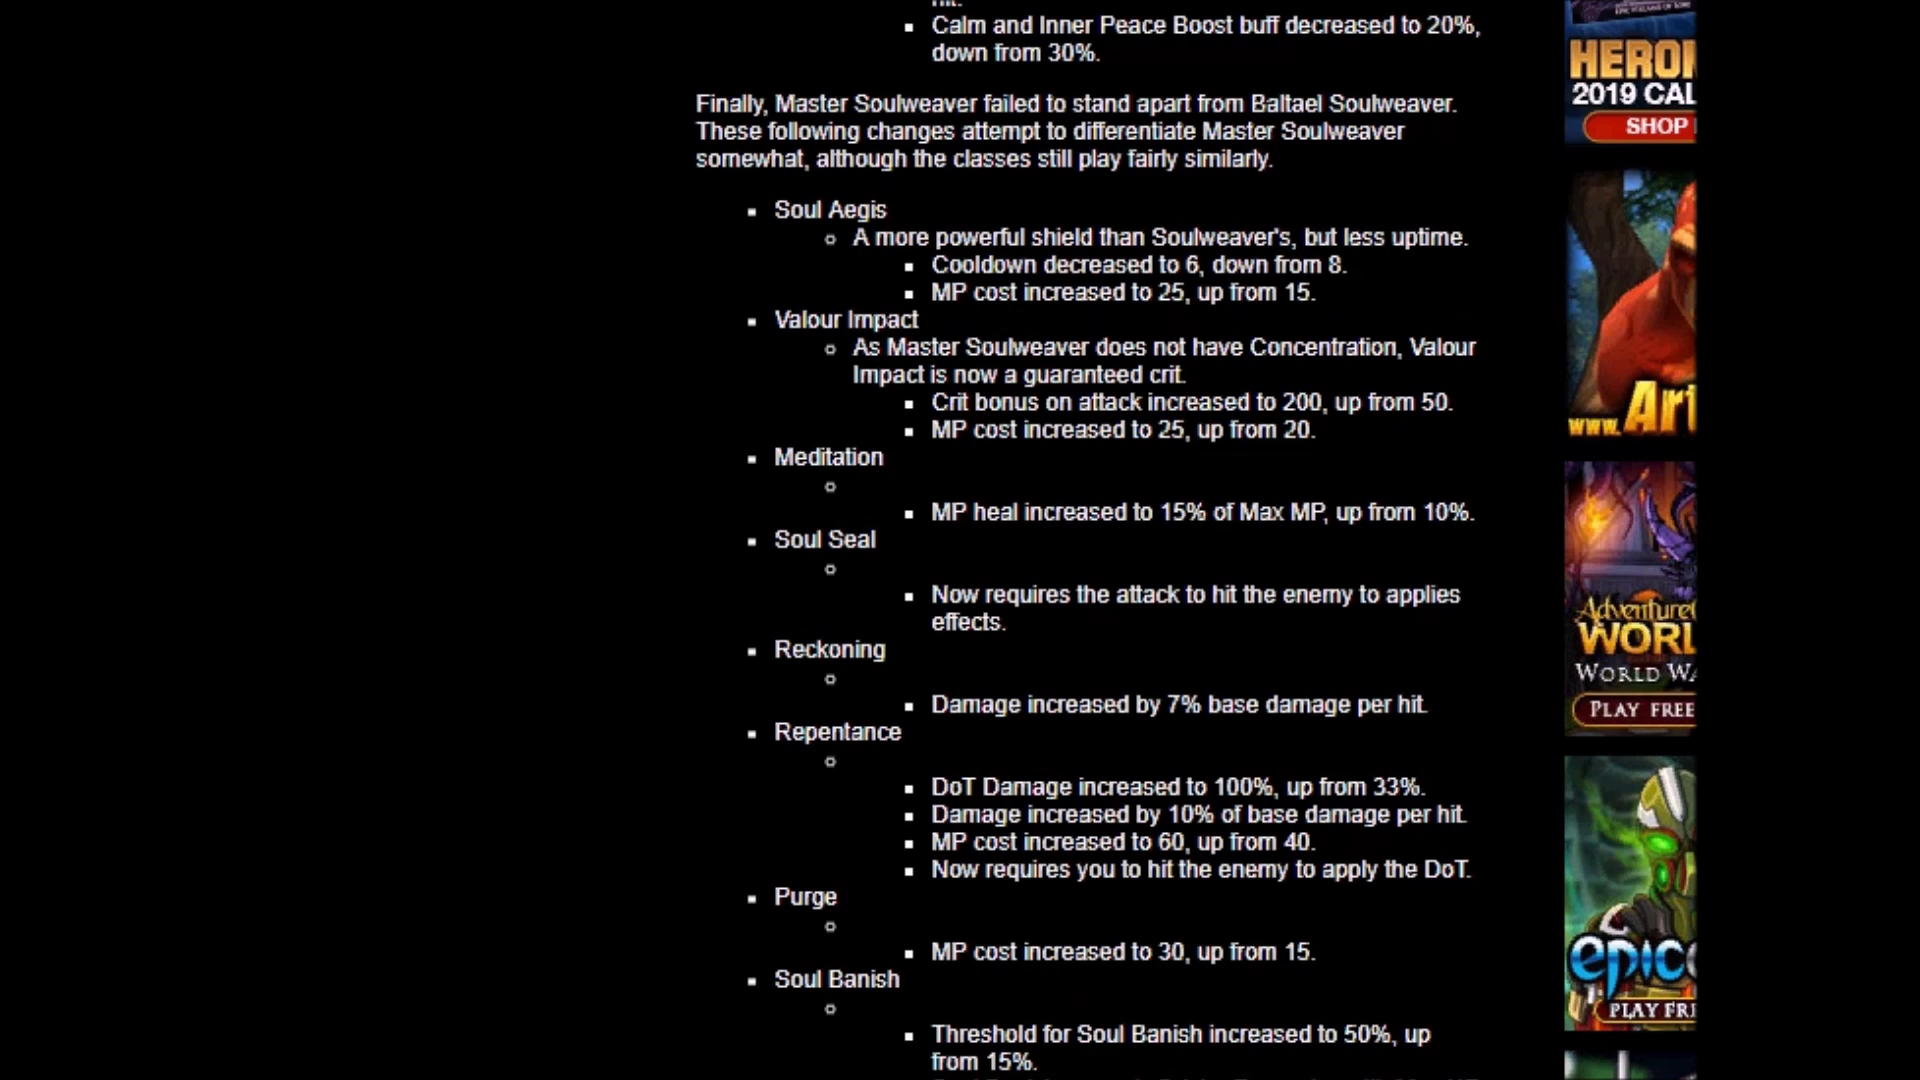 hit.
Calm and Inner Peace Boost buff decreased to 20%,
down from 30%.
Finally, Master Soulweaver failed to stand apart from Baltael Soulweaver.
These following changes attempt to differentiate Master Soulweaver
somewhat, although the classes still play fairly similarly.
Soul Aegis
A more powerful shield than Soulweaver's, but less uptime.
Cooldown decreased to 6, down from 8.
MP cost increased to 25, up from 15.
Valour Impact
As Master Soulweaver does not have Concentration, Valour
Impact is now a guaranteed crit.
Crit bonus on attack increased to 200, up from 50.
MP cost increased to 25, up from 20.
Meditation
MP heal increased to 15% of Max MP, up from 10%.
Soul Seal
Now requires the attack to hit the enemy to applies
effects.
Reckoning
Damage increased by 7% base damage per hit.
Repentance
DoT Damage increased to 100%, up from 33%.
Damage increased by 10% of base damage per hit.
MP cost increased to 60, up from 40.
Now requires you to hit the enemy to apply the DoT.
Purge
MP cost increased to 30, up from 15.
Soul Banish
Threshold for Soul Banish increased to 50%, up
from 15%.
HEROM
2019 CAL
SHOP
www.Art
Adventure
WORL
WORLD WA
PLAY FREE
epic
PLAY FRE